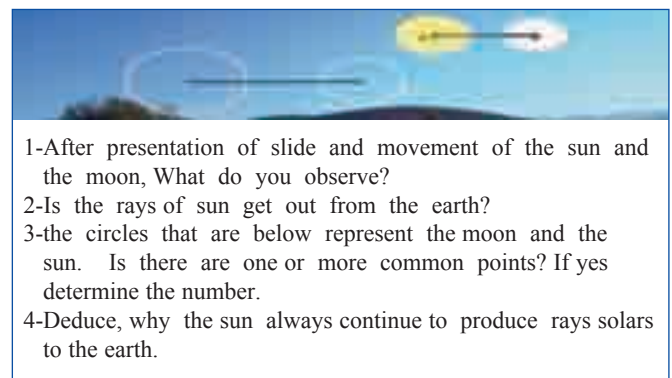 1-After presentation of slide and movement of the sun and
the moon, What do you observe?
2-Is the rays of sun get out from the earth?
3-the circles that are below represent the moon and the
sun. Is there are one or more common points? If yes
determine the number.
4-Deduce, why the sun always continue to produce rays solars
to the earth.